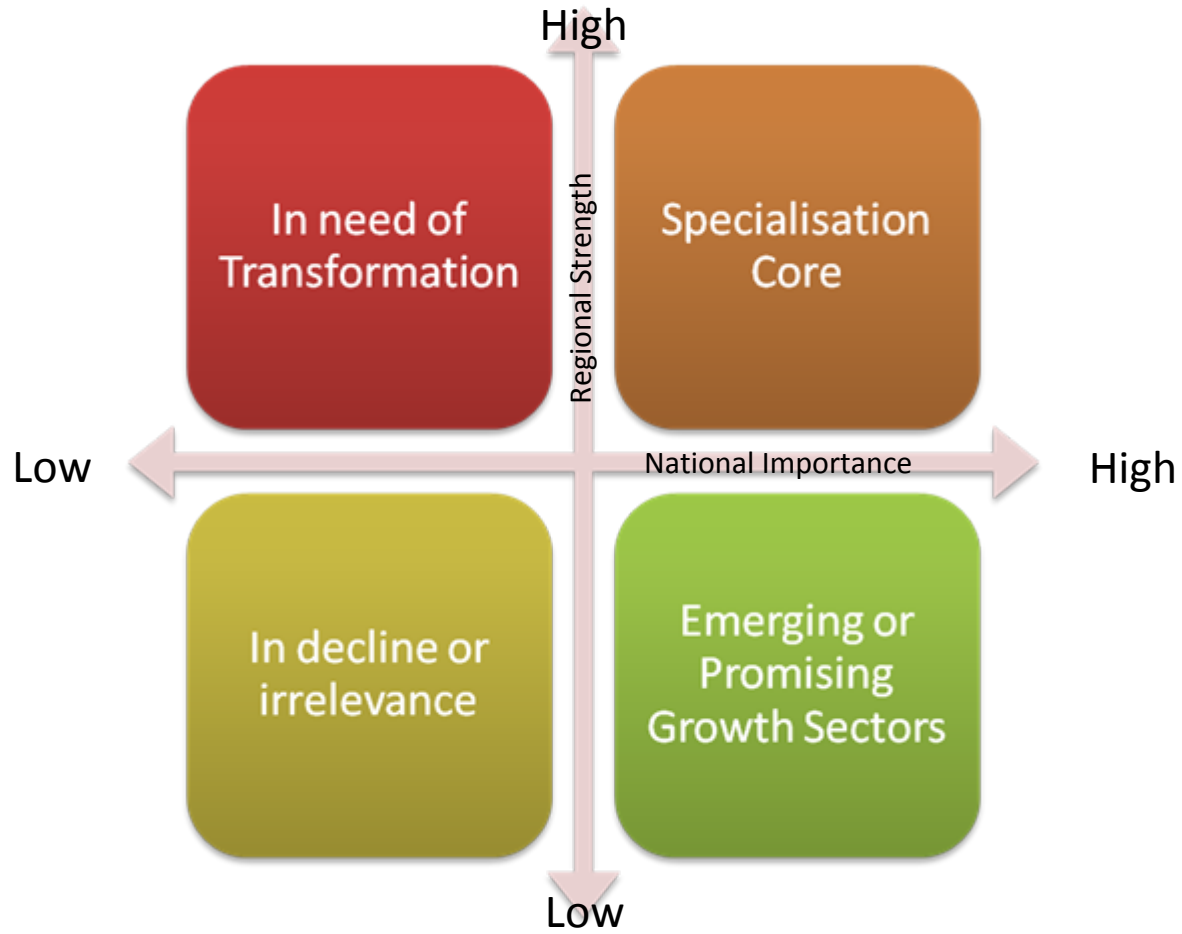 High
In need of
Transformation
Regional Strength
Specialisation
Core
Low
National Importance
High
In decline or
irrelevance
Emerging or
Promising
Growth Sectors
Low